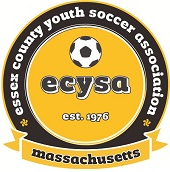 essex county youth soccer association
ecysa
est. 1976
massachusetts